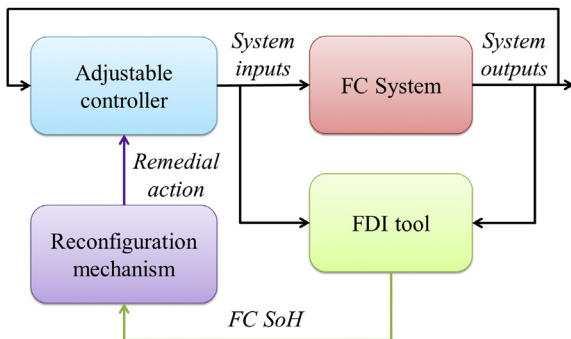 System
inputs
System
outputs
Adjustable
controller
FC System
Remedial
action
Reconfiguration
mechanism
FDI tool
FC SoH